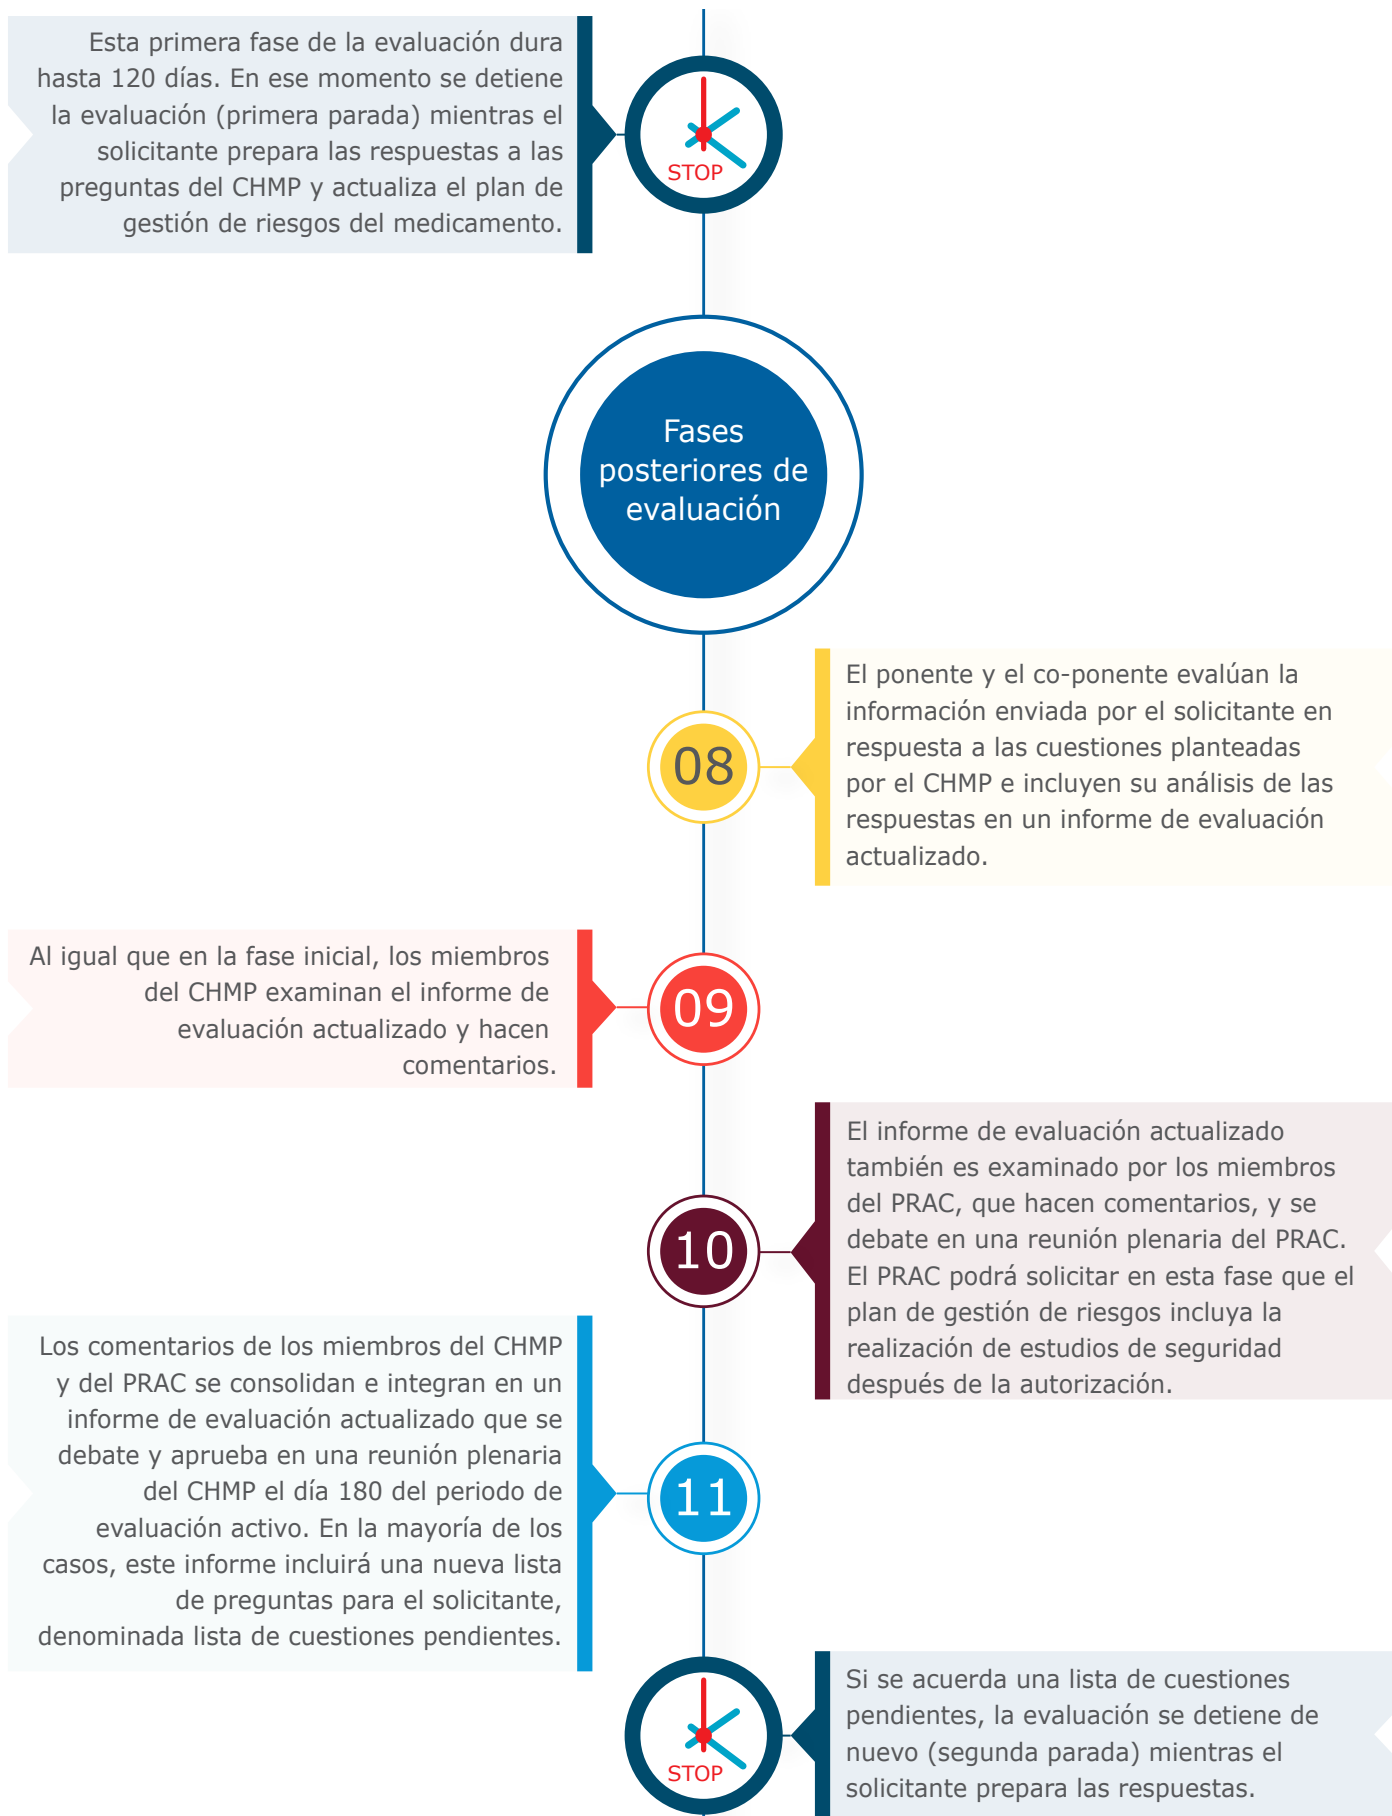 Esta primera fase de la evaluación dura
hasta 120 días. En ese momento se detiene
la evaluación (primera parada) mientras el
solicitante prepara las respuestas a las
preguntas del CHMP y actualiza el plan de
gestión de riesgos del medicamento.
STOP
Fases
posteriores de
evaluación
08
El ponente y el co-ponente evalúan la
información enviada por el solicitante en
respuesta a las cuestiones planteadas
por el CHMP e incluyen su análisis de las
respuestas en un informe de evaluación
actualizado.
Al igual que en la fase inicial, los miembros
del CHMP examinan el informe de
evaluación actualizado y hacen
comentarios.
09
10
El informe de evaluación actualizado
también es examinado por los miembros
del PRAC, que hacen comentarios, y se
debate en una reunión plenaria del PRAC.
El PRAC podrá solicitar en esta fase que el
plan de gestión de riesgos incluya la
realización de estudios de seguridad
después de la autorización.
Los comentarios de los miembros del CHMP
y del PRAC se consolidan e integran en un
informe de evaluación actualizado que se
debate y aprueba en una reunión plenaria
del CHMP el día 180 del periodo de
evaluación activo. En la mayoría de los
casos, este informe incluirá una nueva lista
de preguntas para el solicitante,
denominada lista de cuestiones pendientes.
11
STOP
Si se acuerda una lista de cuestiones
pendientes, la evaluación se detiene de
nuevo (segunda parada) mientras el
solicitante prepara las respuestas.